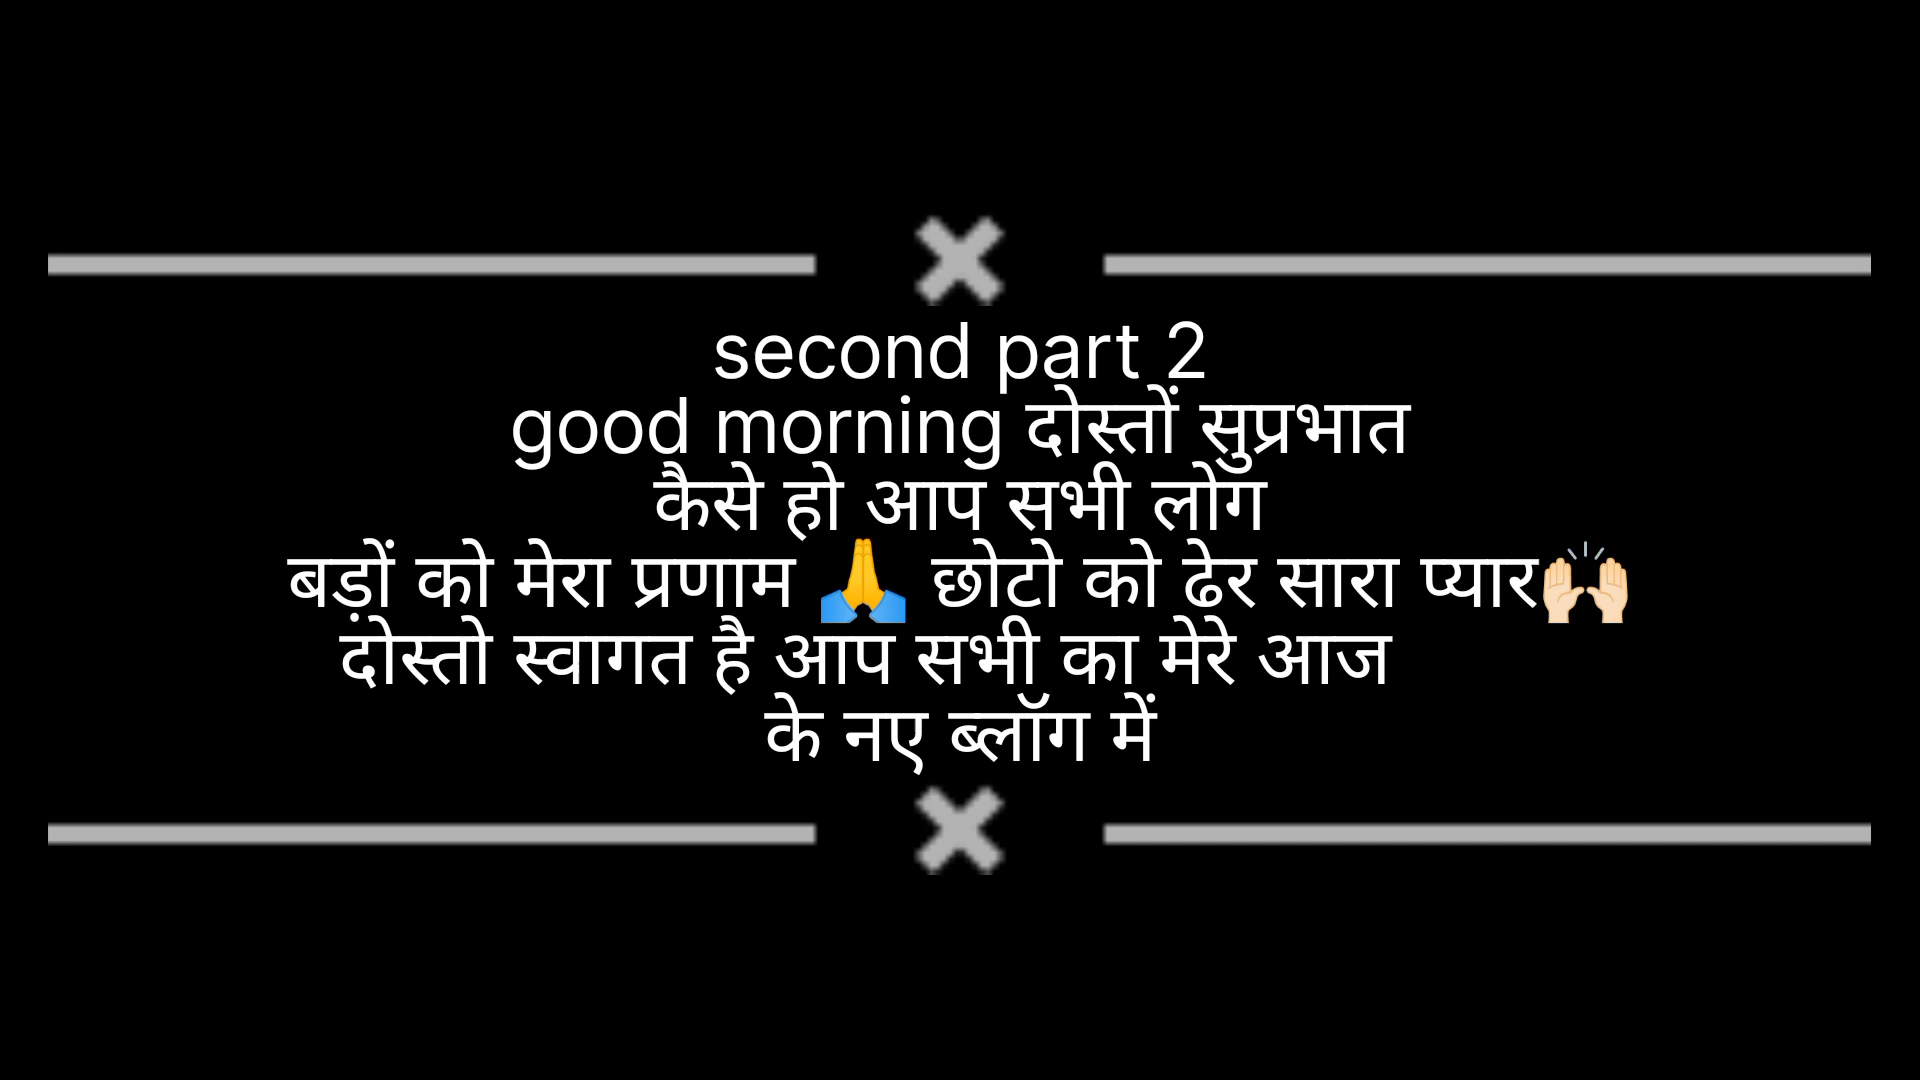 second part 2
good morning दोस्तों सुप्रभात
कैसे हो आप सभी लोग
बड़ों को मेरा प्रणाम 🙏 छोटो को ढेर सारा प्यार🙌🏻
दोस्तो स्वागत है आप सभी का मेरे आज
के नए ब्लॉग में